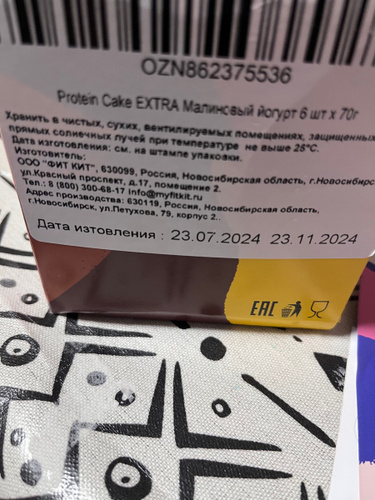 OZN862375536
Protein Cake EXTRA Малиновый йогурт 6 шт x 70г
Хранить в чистых, сухих, вентилируемых помещениях, защищенных
прямых солнечных лучей при температуре не выше 25°C.
Дата изготовления: см. на штампе упаковки.
Изготовитель:
ООО "ФИТ КИТ", 630099, Россия, Новосибирская область, г.Новосибирс
ул.Красный проспект, д.17, помещение 2.
Тел.: 8 (800) 300-68-17 info@myfitkit.ru
Адрес производства: 630119, Россия, Новосибирская область,
г.Новосибирск, ул.Петухова, 79, корпус 2..
Дата изтовления : 23.07.2024 23.11.2024
EAC